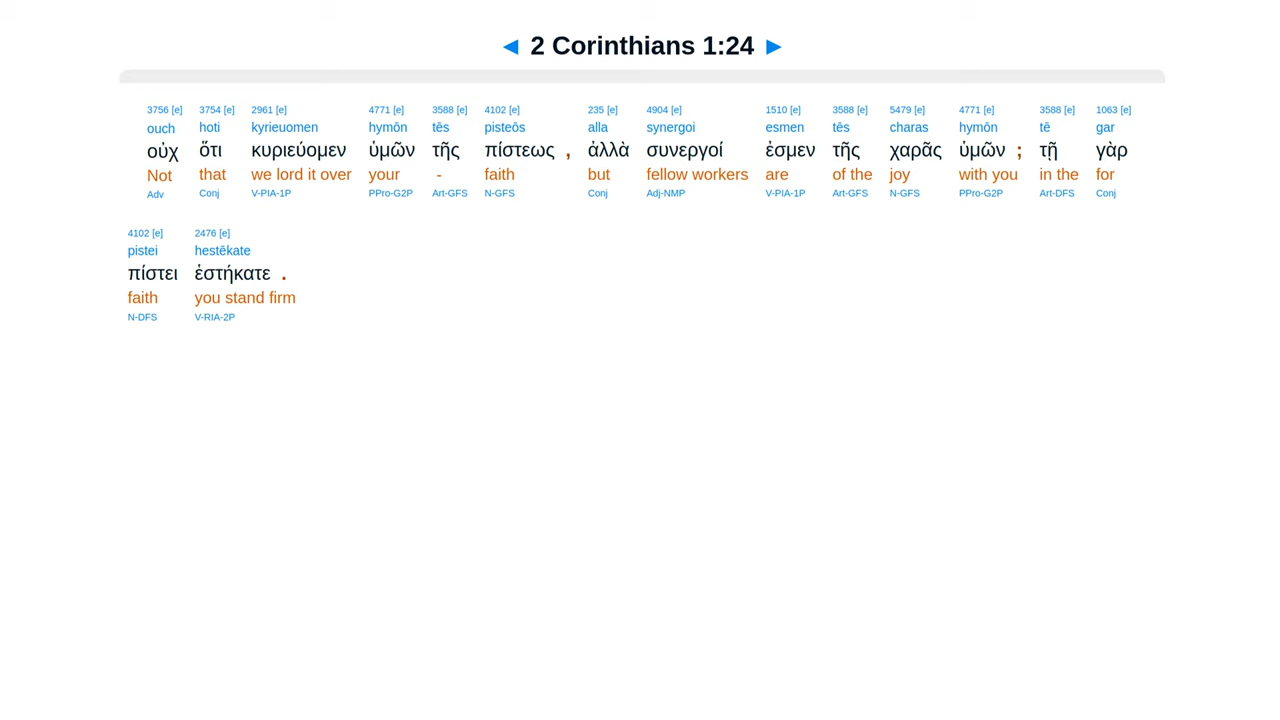 ◄ 2 Corinthians 1:24 ►
3756 [e] 3754 [e] 2961 [e] 4771 [e] 3588 [e] 4102 [e] 235 [e] 4904 [e] 1510 [e] 3588 [e] 5479 [e] 4771 [e] 3588 [e] 1063 [e]
ouch hoti kyrieuomen hymōn tēs pisteōs alla synergoi esmen tēs charas hymōn tē gar
οὐχ ὅτι κυριεύομεν ὑμῶν τῆς πίστεως , ἀλλὰ συνεργοί ἐσμεν τῆς χαρᾶς ὑμῶν ; τῇ γὰρ
Not that we lord it over your - faith but fellow workers are of the joy with you in the for
Adv Conj V-PIA-1P PPro-G2P Art-GFS N-GFS Conj Adj-NMP V-PIA-1P Art-GFS N-GFS PPro-G2P Art-DFS Conj
4102 [e] 2476 [e]
pistei hestēkate
πίστει ἑστήκατε .
faith you stand firm
N-DFS V-RIA-2P